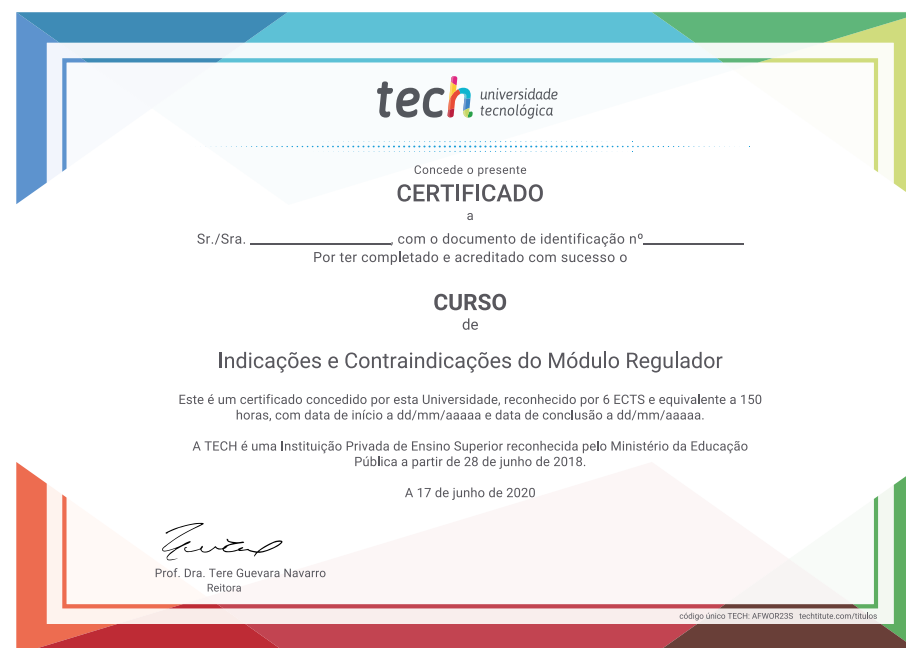 tech universidade
tecnológica
Concede o presente
CERTIFICADO
a
Sr./Sra. ________________, com o documento de identificação nº____________
Por ter completado e acreditado com sucesso o
CURSO
de
Indicações e Contraindicações do Módulo Regulador
Este é um certificado concedido por esta Universidade, reconhecido por 6 ECTS e equivalente a 150
horas, com data de início a dd/mm/aaaaa e data de conclusão a dd/mm/aaaaa.
A TECH é uma Instituição Privada de Ensino Superior reconhecida pelo Ministério da Educação
Pública a partir de 28 de junho de 2018.
A 17 de junho de 2020
Prof. Dra. Tere Guevara Navarro
Reitora
código único TECH: AFWOR23S techtitute.com/titulos